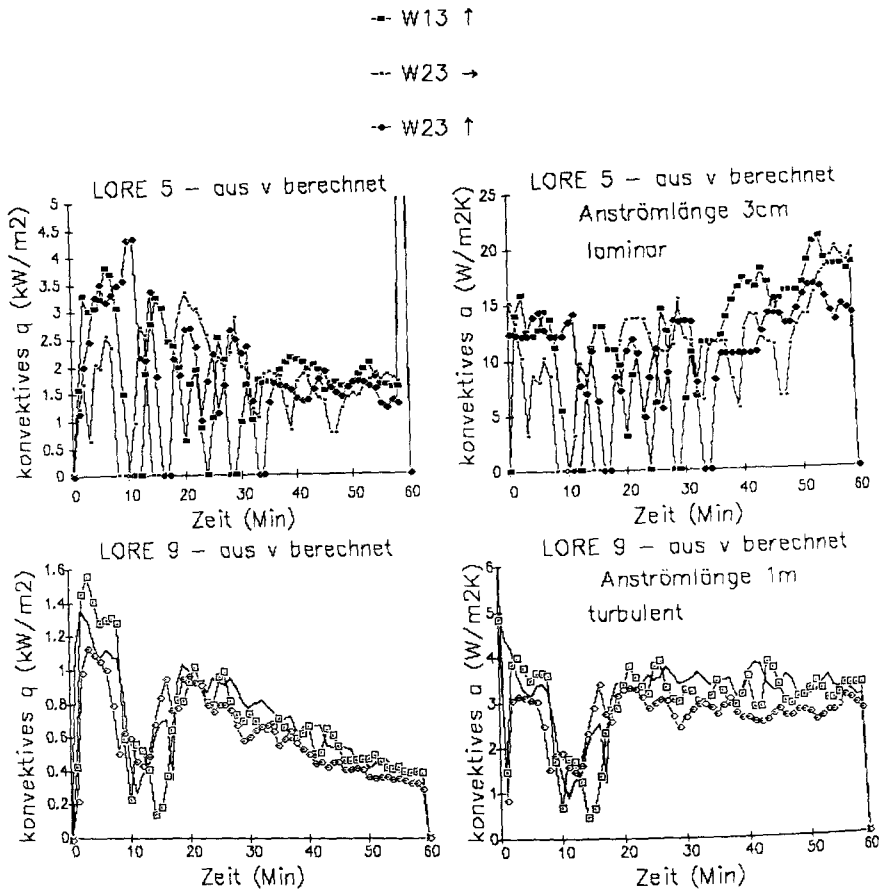 W13 ↑
W23 →
W23 ↑
LORE 5 - aus v berechnet
konvektives q (kW/m2)
5
4.5
4
3.5
3
2.5
2
1.5
1
0.5
0
0 10 20 30 40 50 60
Zeit (Min)
LORE 5 - aus v berechnet
Anströmlänge 3cm
laminar
konvektives a (W/m2K)
25
20
15
10
5
0
0 10 20 30 40 50 60
Zeit (Min)
LORE 9 - aus v berechnet
konvektives q (kW/m2)
1.6
1.4
1.2
1.0
0.8
0.6
0.4
0.2
0
0 10 20 30 40 50 60
Zeit (Min)
LORE 9 - aus v berechnet
Anströmlänge 1m
turbulent
konvektives a (W/m2K)
6
5
4
3
2
1
0
0 10 20 30 40 50 60
Zeit (Min)